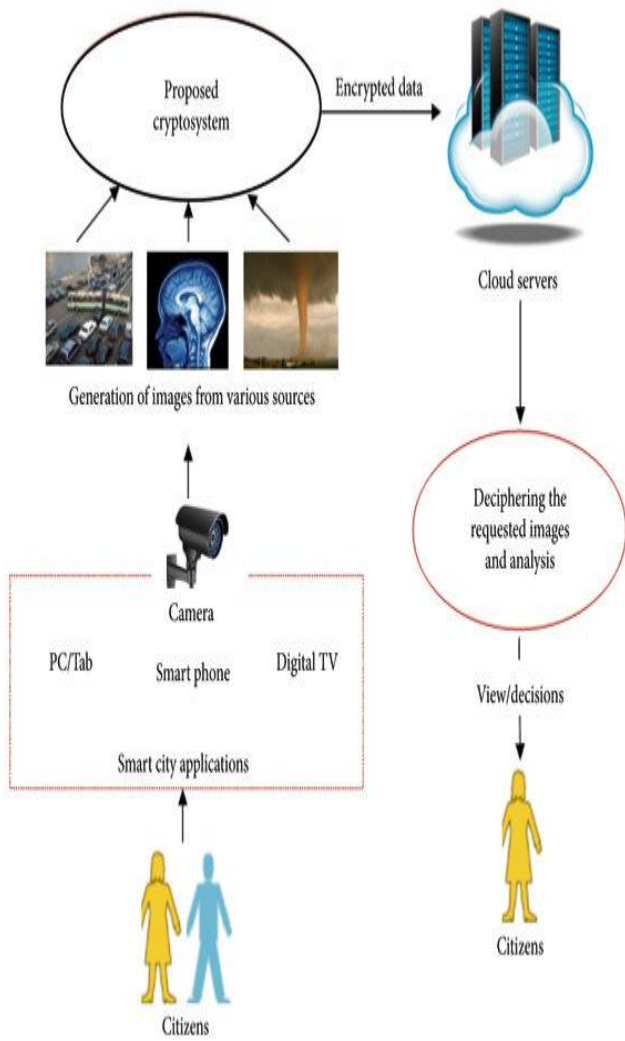 Proposed
cryptosystem
Encrypted data
Cloud servers
Generation of images from various sources
Deciphering the
requested images
and analysis
Camera
PC/Tab
Smart phone
Digital TV
Smart city applications
View/decisions
Citizens
Citizens